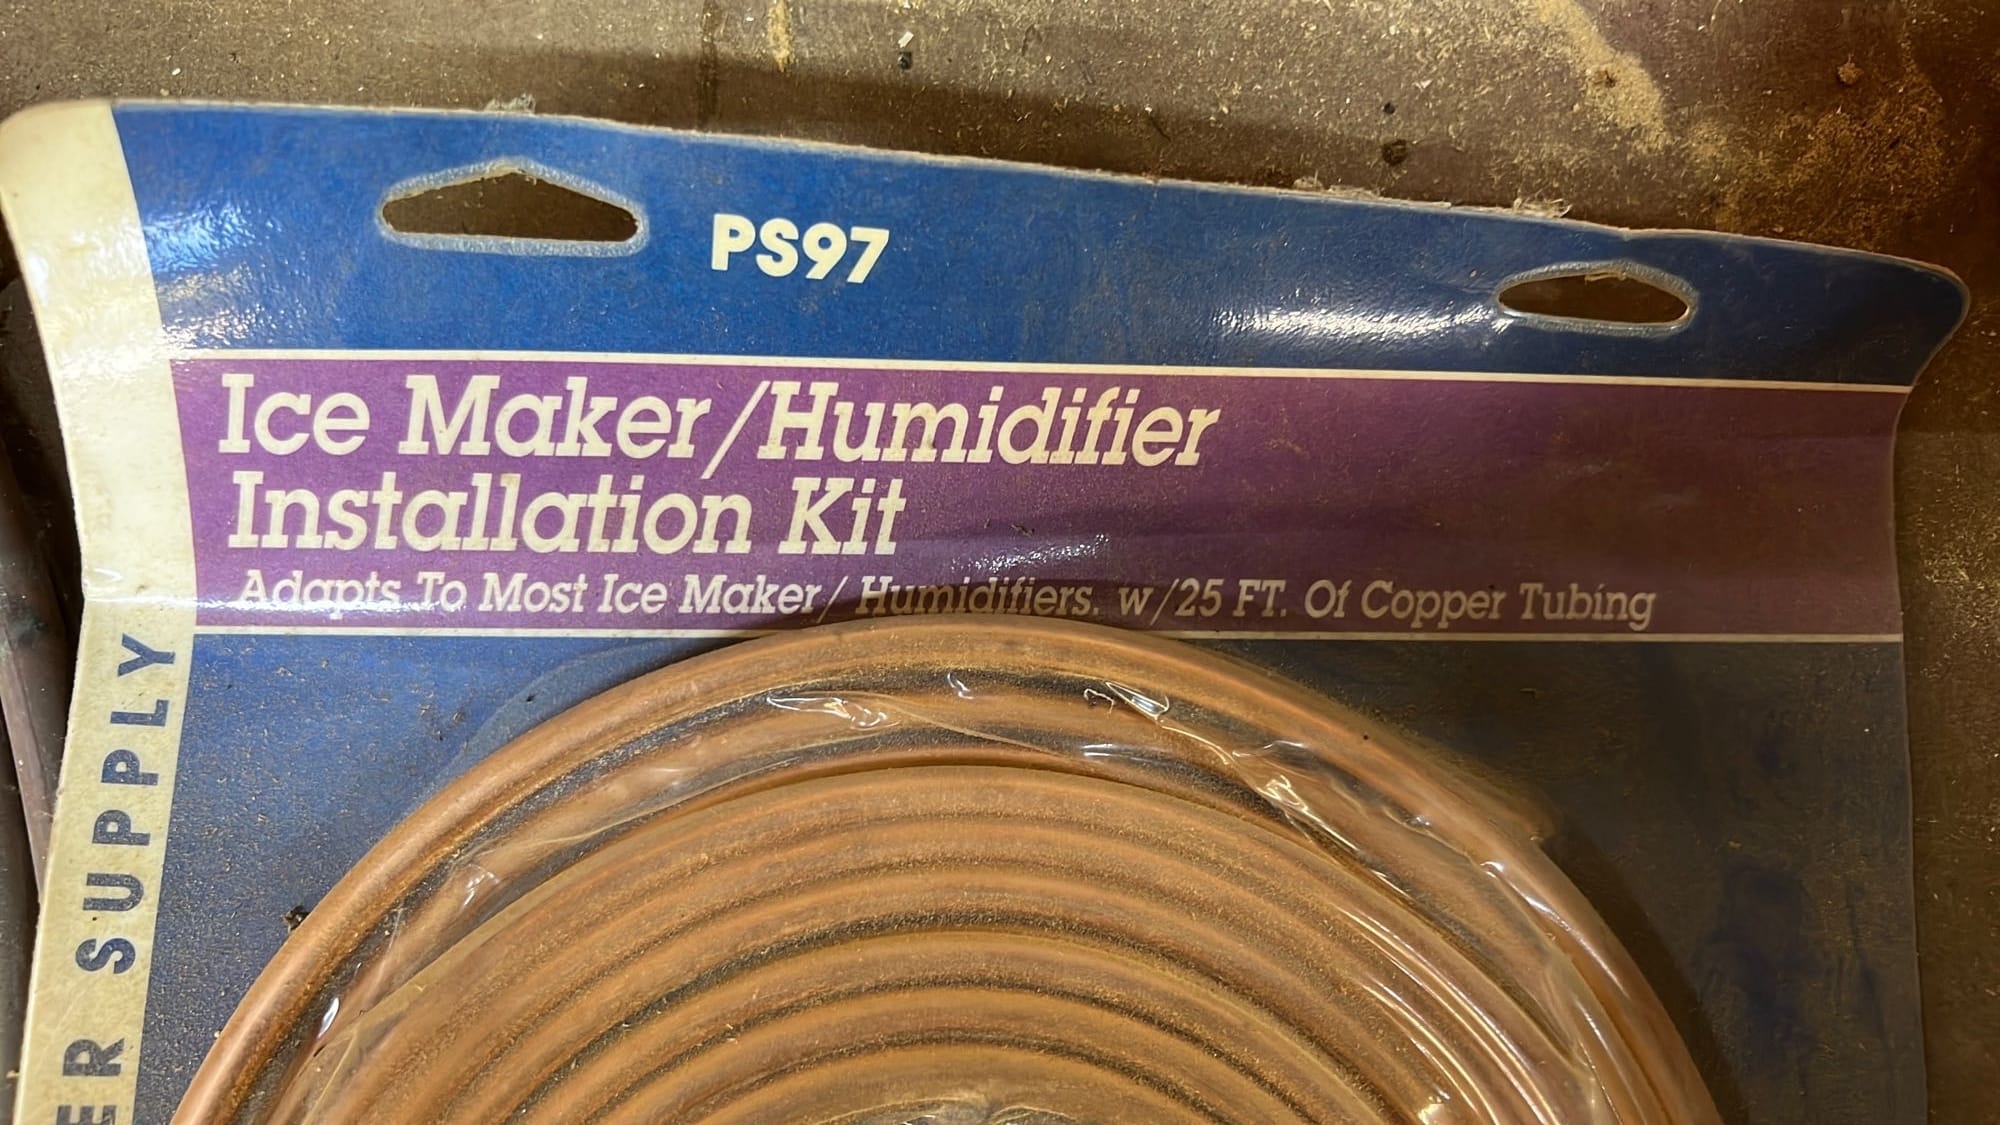 PS97
Ice Maker/Humidifier
Installation Kit
Adapts To Most Ice Maker/ Humidifiers. w/25 FT. Of Copper Tubing
ER SUPPLY